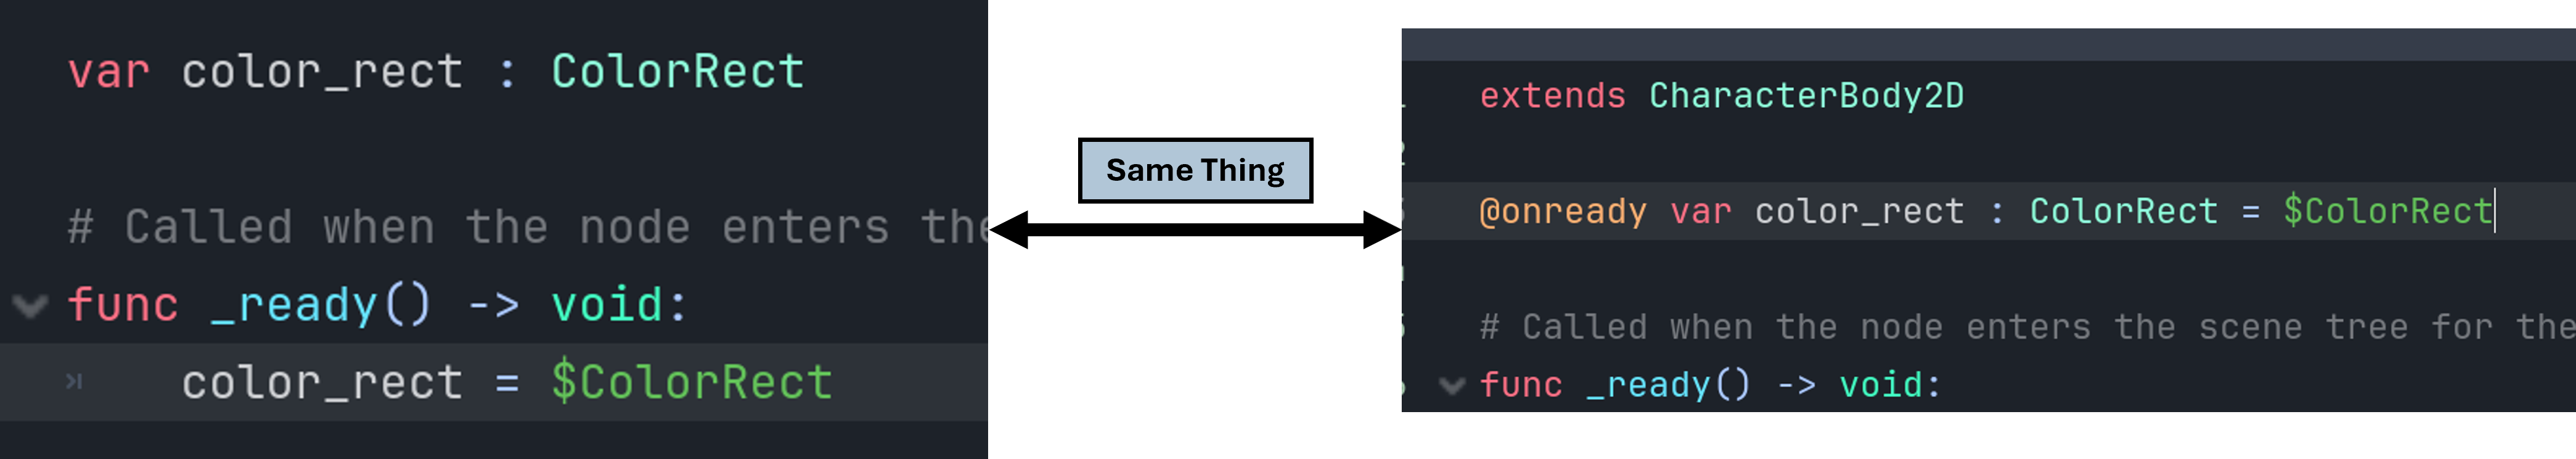 var color_rect : ColorRect
# Called when the node enters the
func _ready() -> void:
color_rect = $ColorRect
Same Thing
extends CharacterBody2D
@onready var color_rect : ColorRect = $ColorRect
# Called when the node enters the scene tree for the
func _ready() -> void: